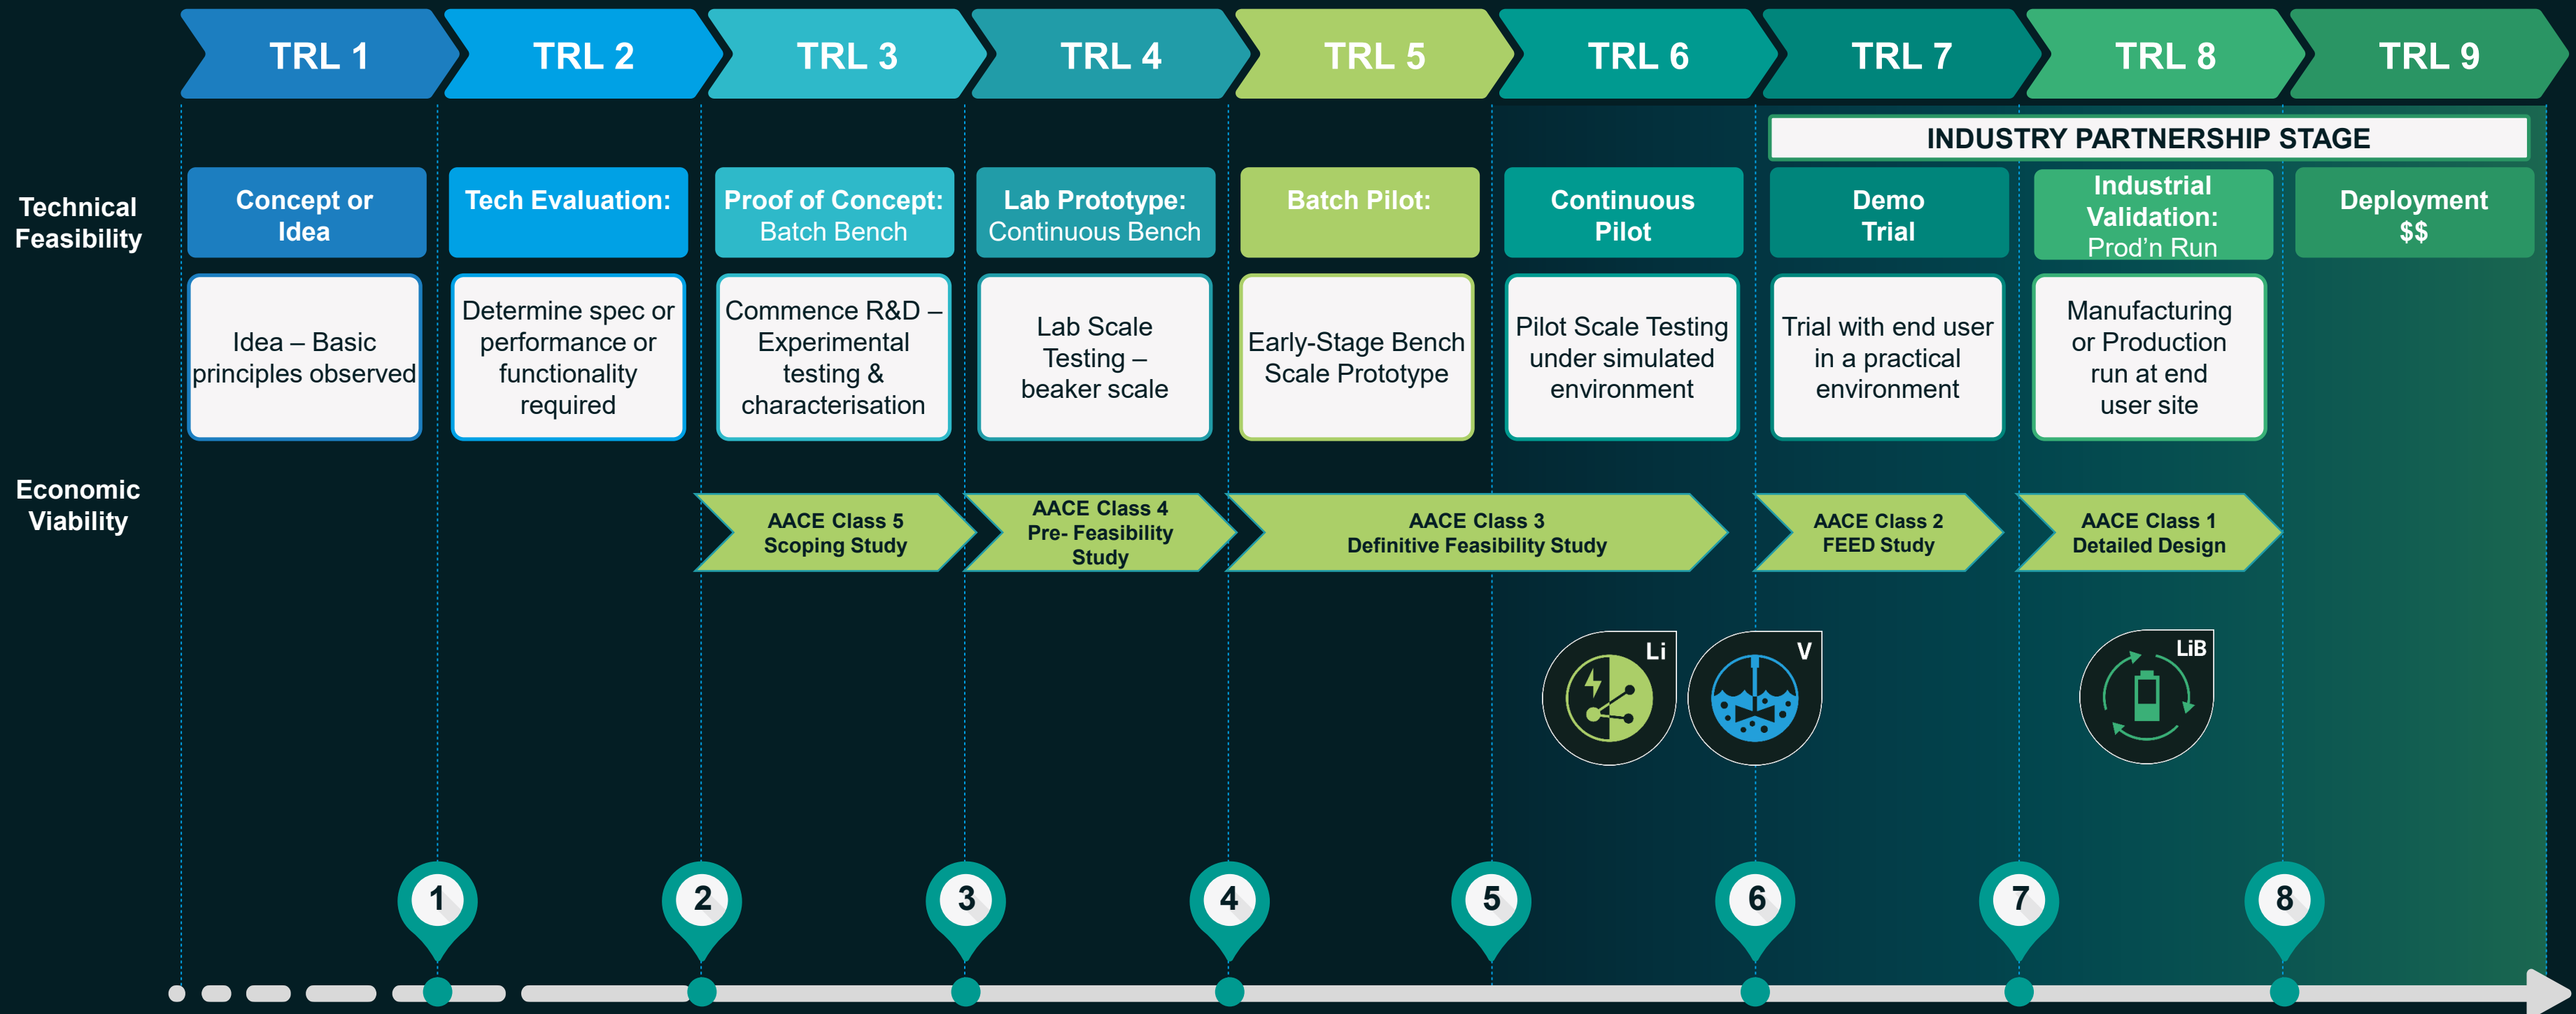 TRL 1
TRL 2
TRL 3
TRL 4
TRL 5
TRL 6
TRL 7
TRL 8
TRL 9
INDUSTRY PARTNERSHIP STAGE
Technical
Feasibility
Concept or
Idea
Tech Evaluation:
Proof of Concept:
Batch Bench
Lab Prototype:
Continuous Bench
Batch Pilot:
Continuous
Pilot
Demo
Trial
Industrial
Validation:
Prod’n Run
Deployment
$$
Idea – Basic
principles observed
Determine spec or
performance or
functionality
required
Commence R&D –
Experimental
testing &
characterisation
Lab Scale
Testing –
beaker scale
Early-Stage Bench
Scale Prototype
Pilot Scale Testing
under simulated
environment
Trial with end user
in a practical
environment
Manufacturing
or Production
run at end
user site
Economic
Viability
AACE Class 5
Scoping Study
AACE Class 4
Pre- Feasibility
Study
AACE Class 3
Definitive Feasibility Study
AACE Class 2
FEED Study
AACE Class 1
Detailed Design
Li
V
LiB
1
2
3
4
5
6
7
8